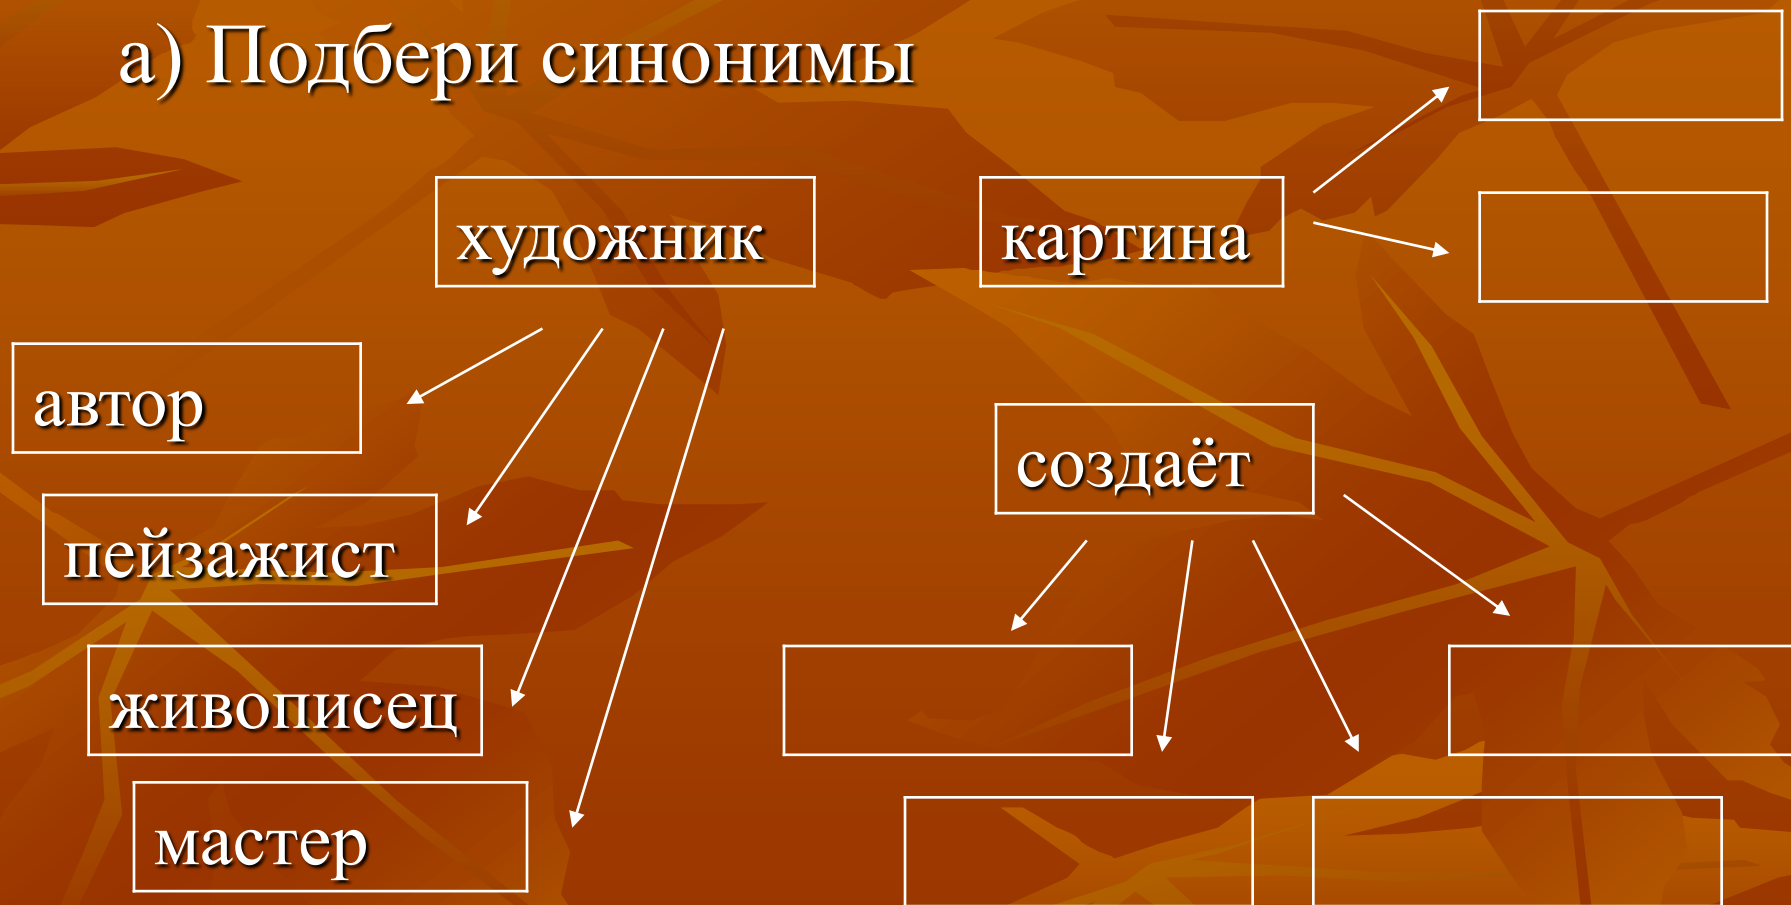 а) Подбери синонимы
художник
картина
автор
создаёт
пейзажист
живописец
мастер